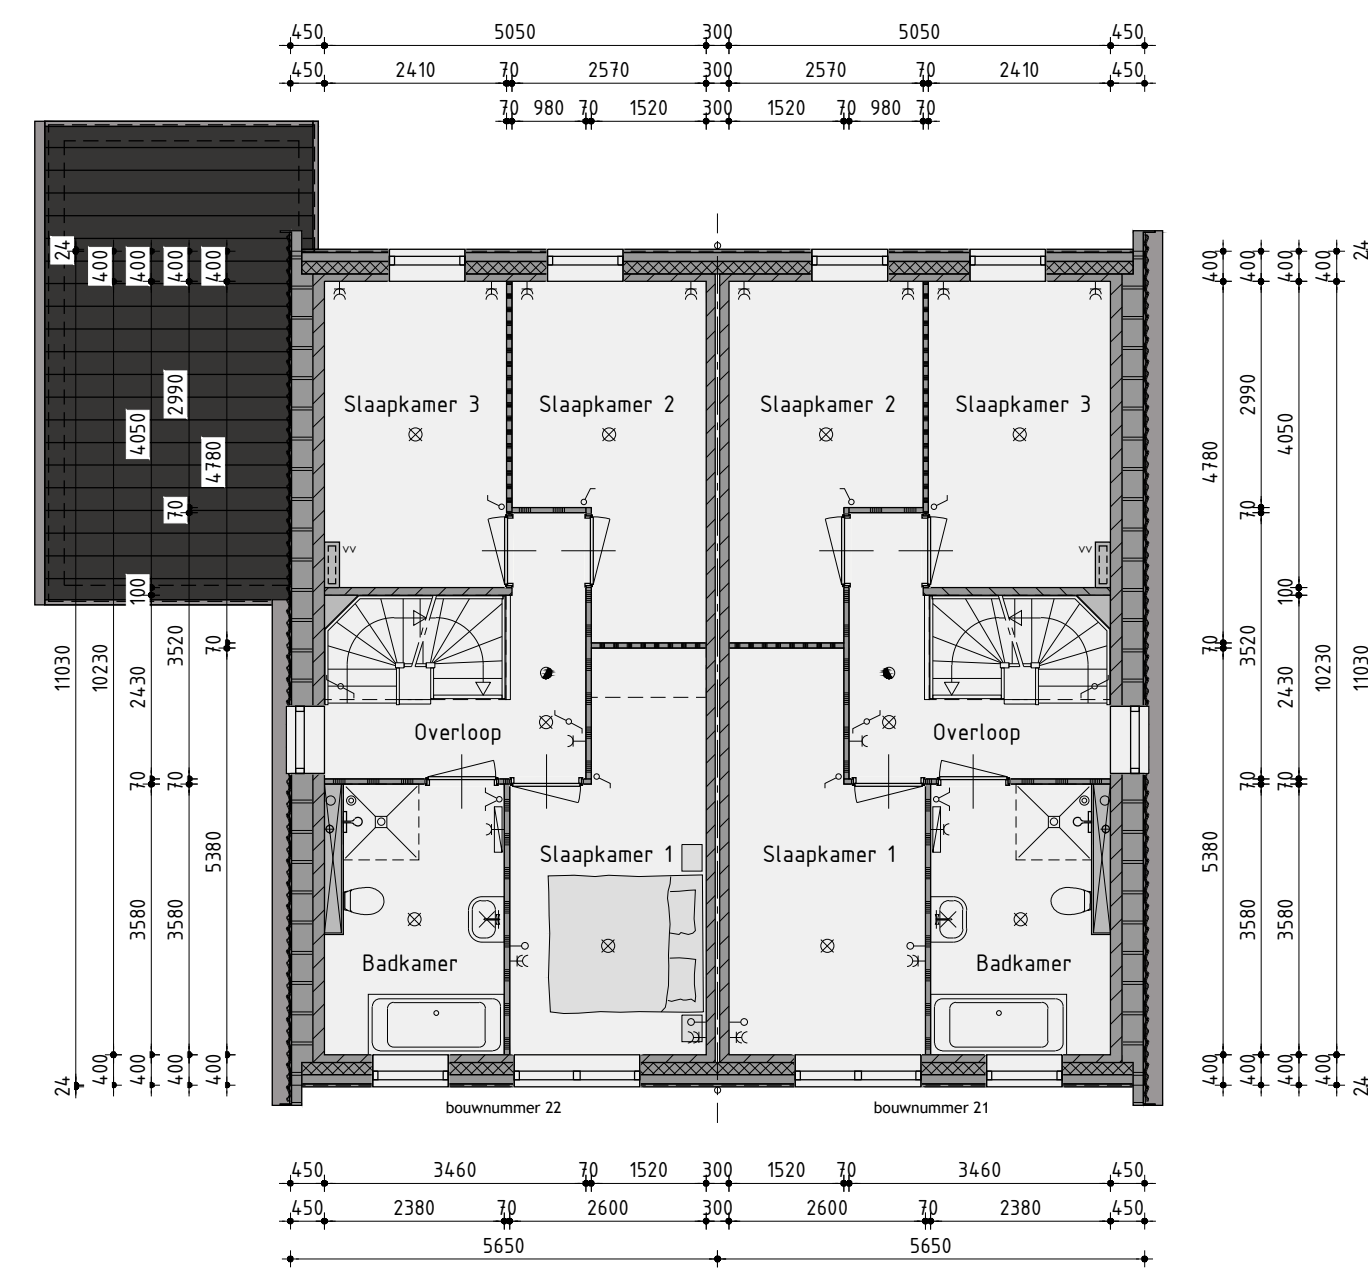 450 5050 300 5050 450
450 2410 70 2570 300 2570 70 2410 450
70 980 70 1520 300 1520 70 980 70
24 400 400 400 400
400 400 400 400 24
2990
4050
4780
70
100
11030 10230 2430 3520 70
70 70
5380
3580 3580
24 400 400 400 400
Slaapkamer 3 Slaapkamer 2 Slaapkamer 2 Slaapkamer 3
vv vv
Overloop Overloop
Slaapkamer 1 Slaapkamer 1
Badkamer Badkamer
bouwnummer 22 bouwnummer 21
4780 2990 4050
70 100
70 3520 2430 10230 11030
70 70
5380 3580 3580
400 400 400 400 24
450 3460 70 1520 300 1520 70 3460 450
450 2380 70 2600 300 2600 70 2380 450
5650 5650